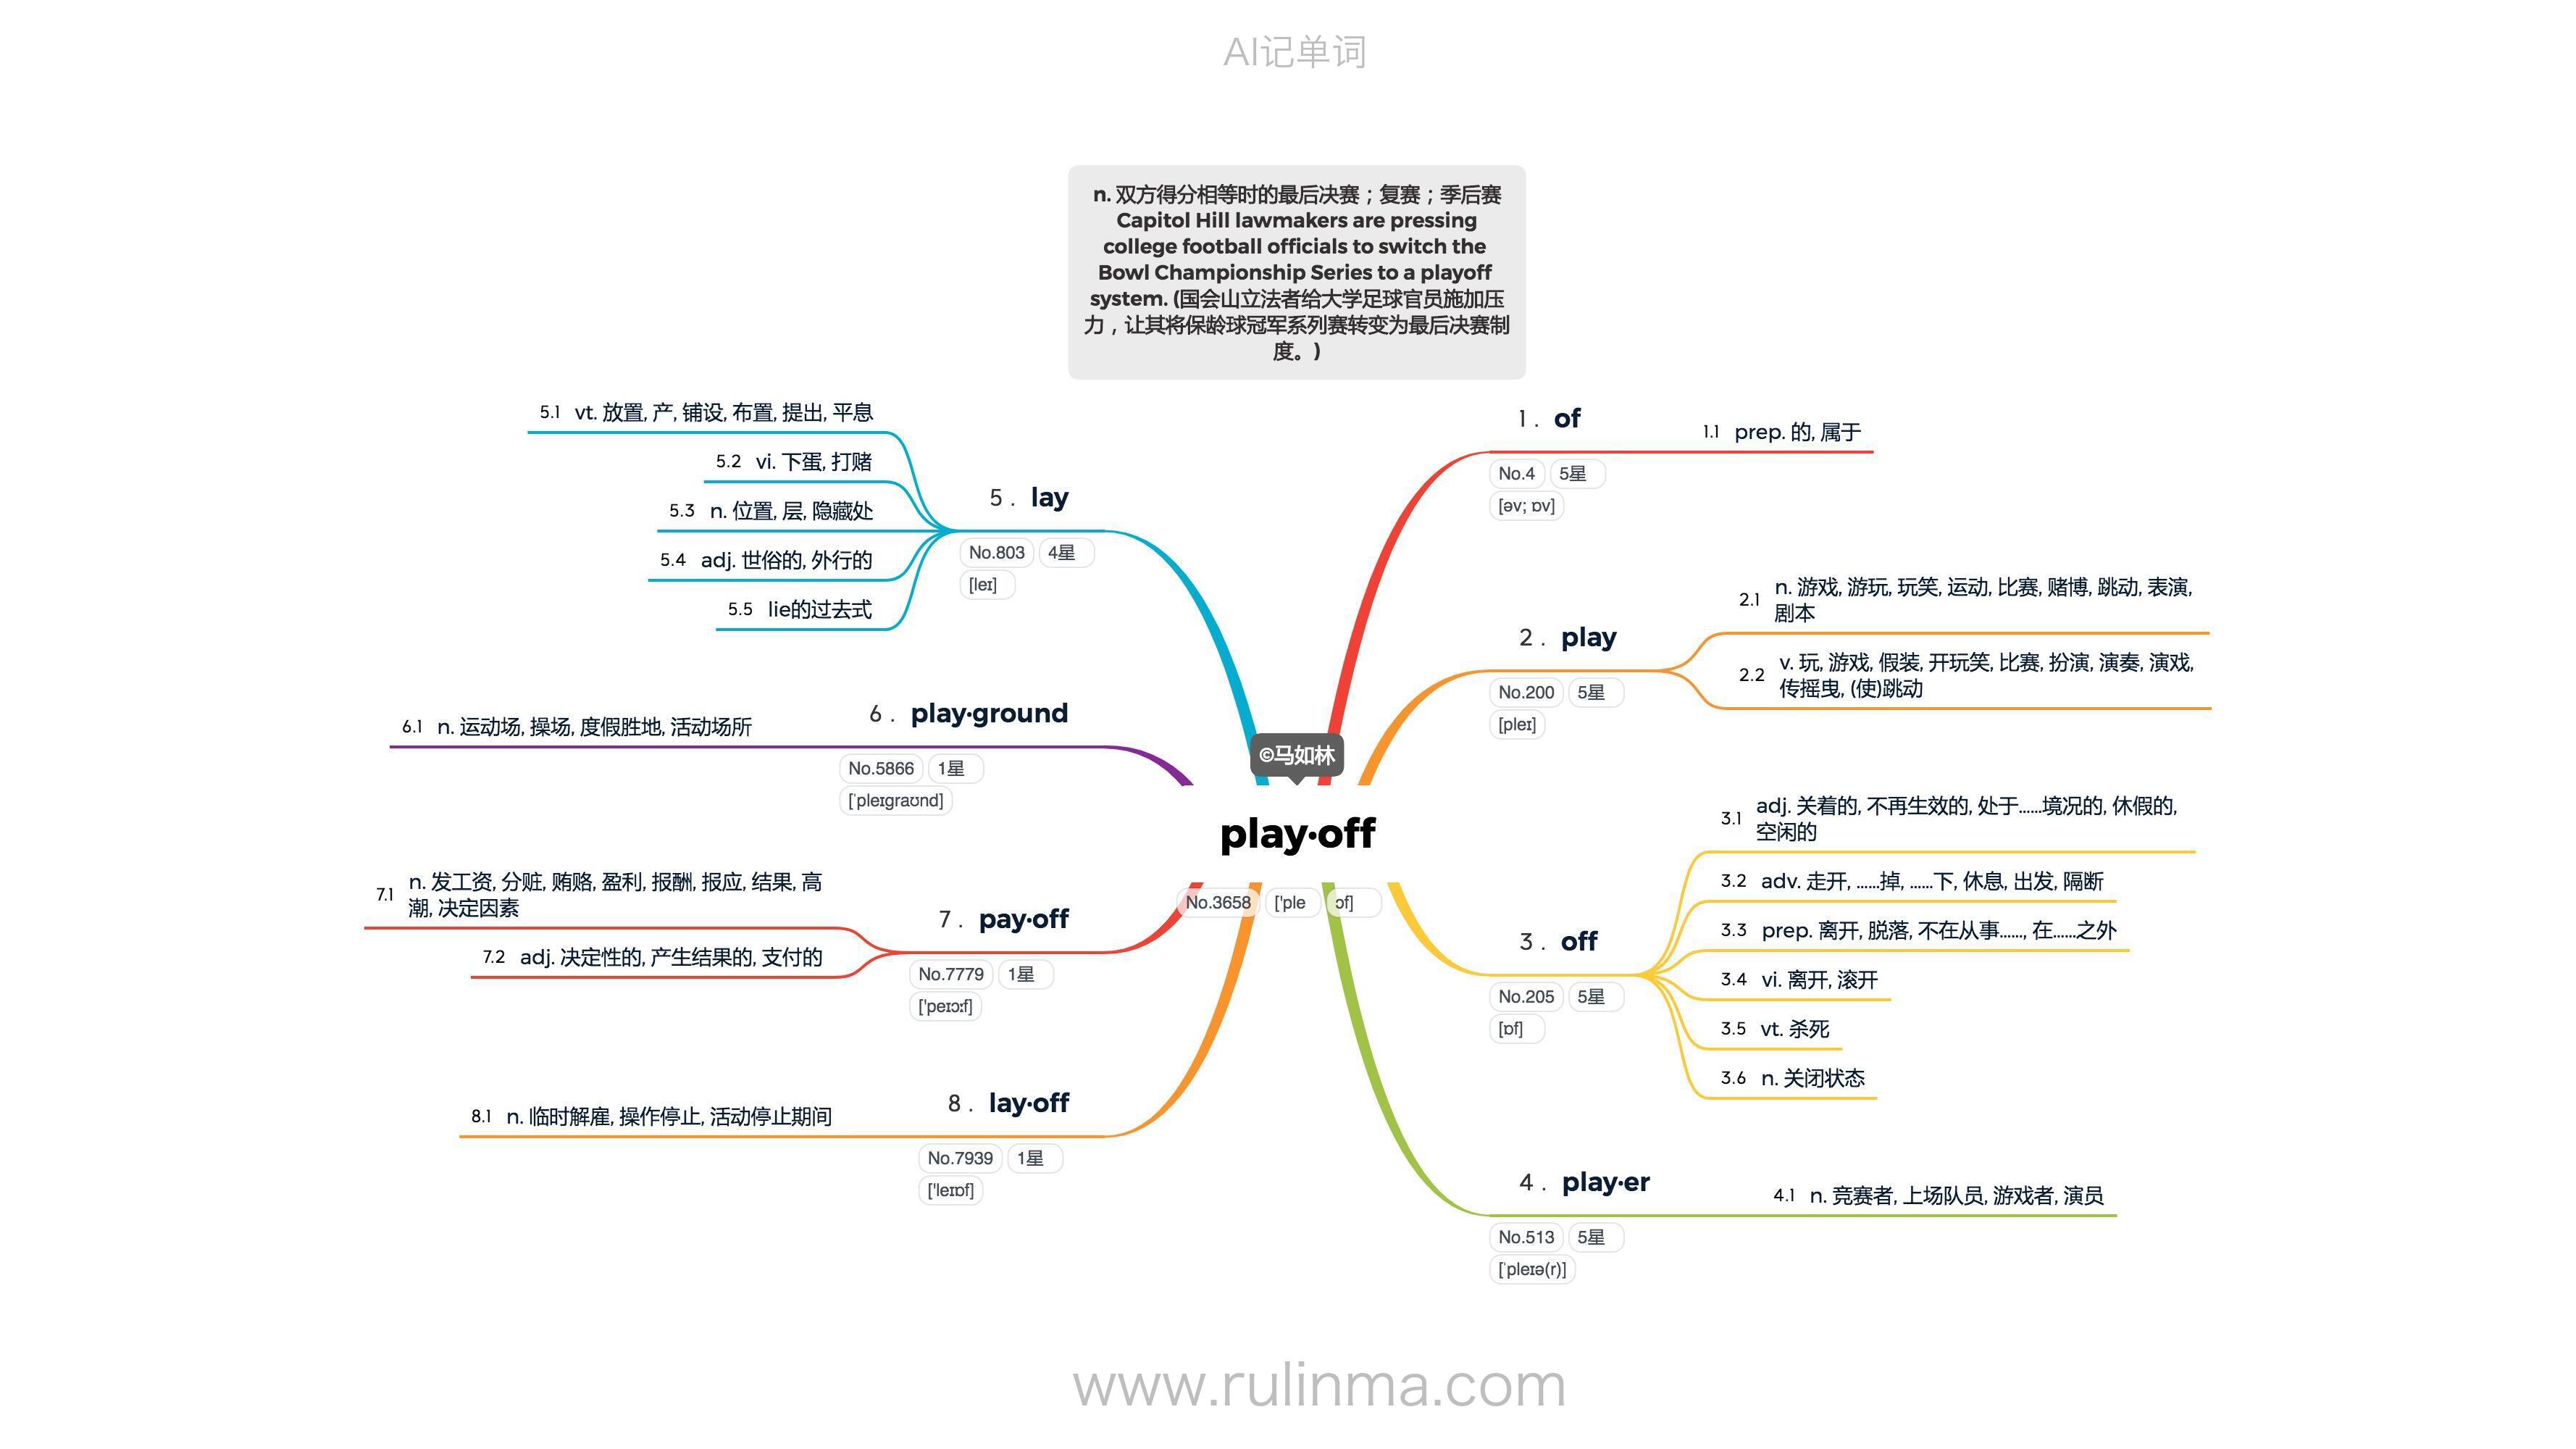 AI记单词
n. 双方得分相等时的最后决赛；复赛；季后赛
Capitol Hill lawmakers are pressing
college football officials to switch the
Bowl Championship Series to a playoff
system. (国会山立法者给大学足球官员施加压
力，让其将保龄球冠军系列赛转变为最后决赛制
度。)
©马如林
play·off
No.3658 ['ple ɔf]
1. of
No.4 5星
[əv; ɒv]
1.1 prep. 的, 属于
2. play
No.200 5星
[pleɪ]
2.1 n. 游戏, 游玩, 玩笑, 运动, 比赛, 赌博, 跳动, 表演,
剧本
2.2 v. 玩, 游戏, 假装, 开玩笑, 比赛, 扮演, 演奏, 演戏,
传摇曳, (使)跳动
3. off
No.205 5星
[ɒf]
3.1 adj. 关着的, 不再生效的, 处于……境况的, 休假的,
空闲的
3.2 adv. 走开, ……掉, ……下, 休息, 出发, 隔断
3.3 prep. 离开, 脱落, 不在从事……, 在……之外
3.4 vi. 离开, 滚开
3.5 vt. 杀死
3.6 n. 关闭状态
4. play·er
No.513 5星
['pleɪə(r)]
4.1 n. 竞赛者, 上场队员, 游戏者, 演员
5. lay
No.803 4星
[leɪ]
5.1 vt. 放置, 产, 铺设, 布置, 提出, 平息
5.2 vi. 下蛋, 打赌
5.3 n. 位置, 层, 隐藏处
5.4 adj. 世俗的, 外行的
5.5 lie的过去式
6. play·ground
No.5866 1星
['pleɪɡraʊnd]
6.1 n. 运动场, 操场, 度假胜地, 活动场所
7. pay·off
No.7779 1星
['peɪɔːf]
7.1 n. 发工资, 分赃, 贿赂, 盈利, 报酬, 报应, 结果, 高
潮, 决定因素
7.2 adj. 决定性的, 产生结果的, 支付的
8. lay·off
No.7939 1星
['leɪɒf]
8.1 n. 临时解雇, 操作停止, 活动停止期间
www.rulinma.com